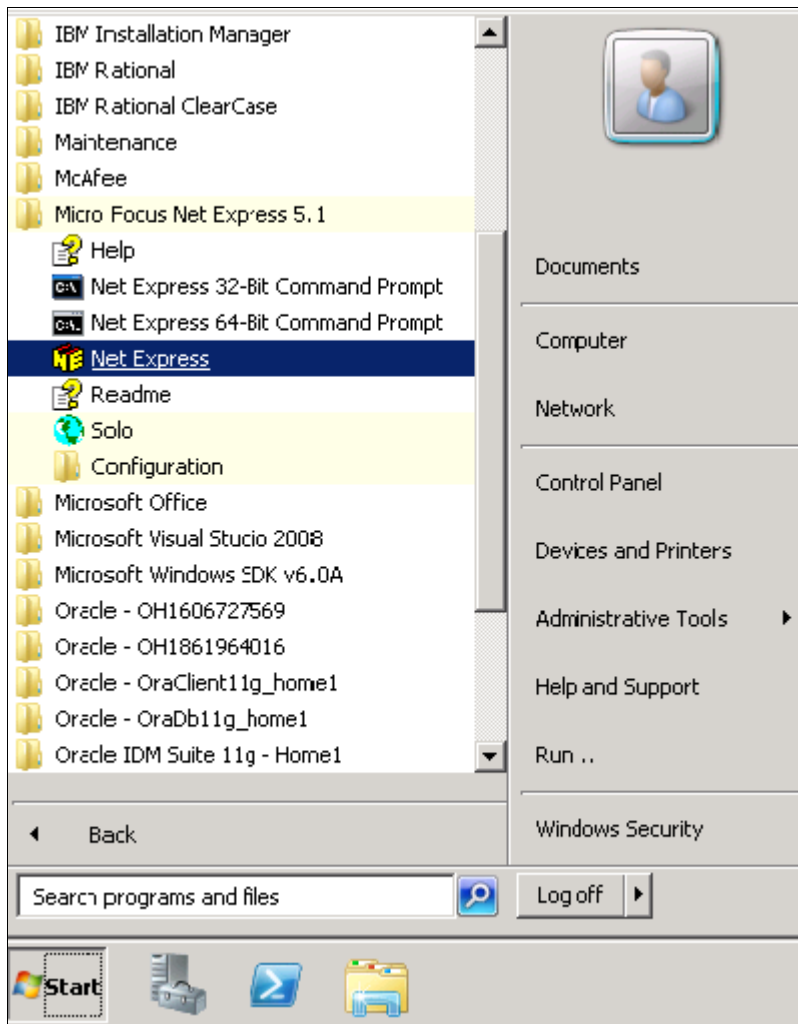 IBM Installation Manager
IBM Rational
IBM Rational ClearCase
Maintenance
McAfee
Micro Focus Net Express 5.1
Help
Net Express 32-Bit Command Prompt
Net Express 64-Bit Command Prompt
Net Express
Readme
Solo
Configuration
Microsoft Office
Microsoft Visual Studio 2008
Microsoft Windows SDK v6.0A
Oracle - OH1606727569
Oracle - OH1861964016
Oracle - OraClient11g_home1
Oracle - OraDb11g_home1
Oracle IDM Suite 11g - Home1
Back
Search programs and files
Documents
Computer
Network
Control Panel
Devices and Printers
Administrative Tools
Help and Support
Run ..
Windows Security
Log off
Start